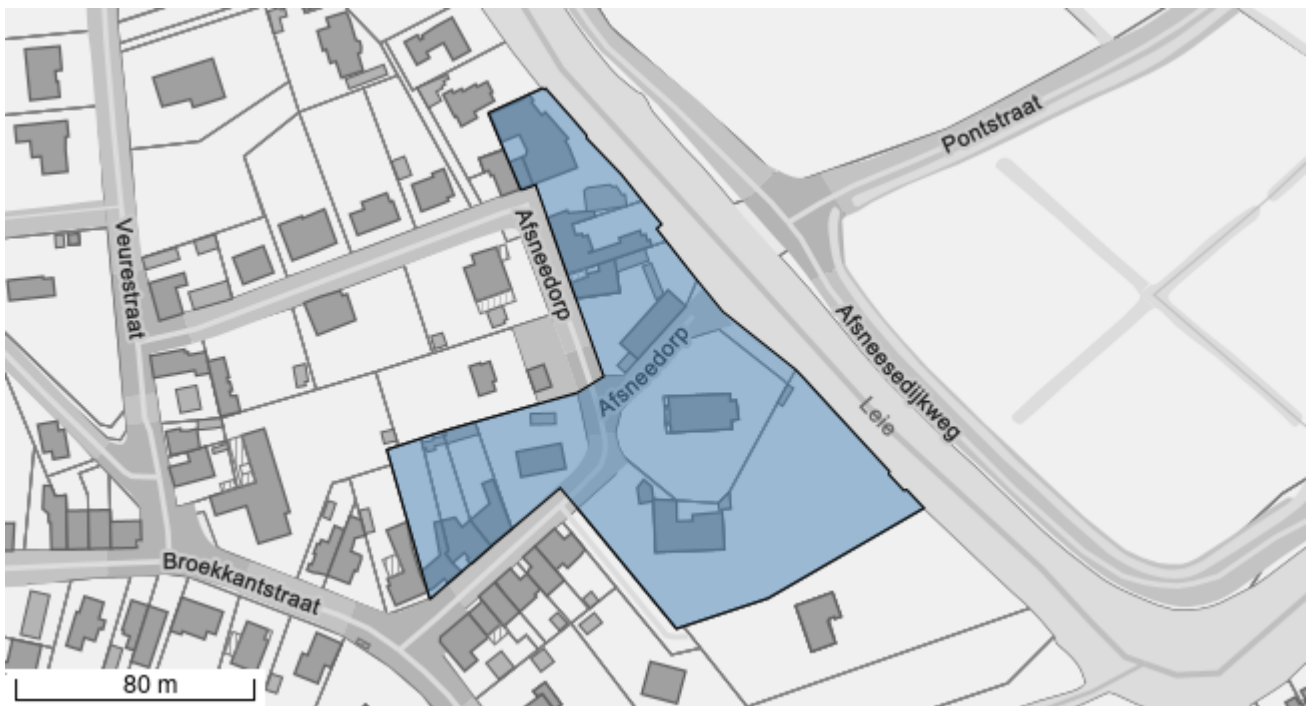 Pontstraat
Afsneedorp
Veurestraat
Afsneedorp
Afsneesedijkweg
Leie
Broekkantstraat
80 m